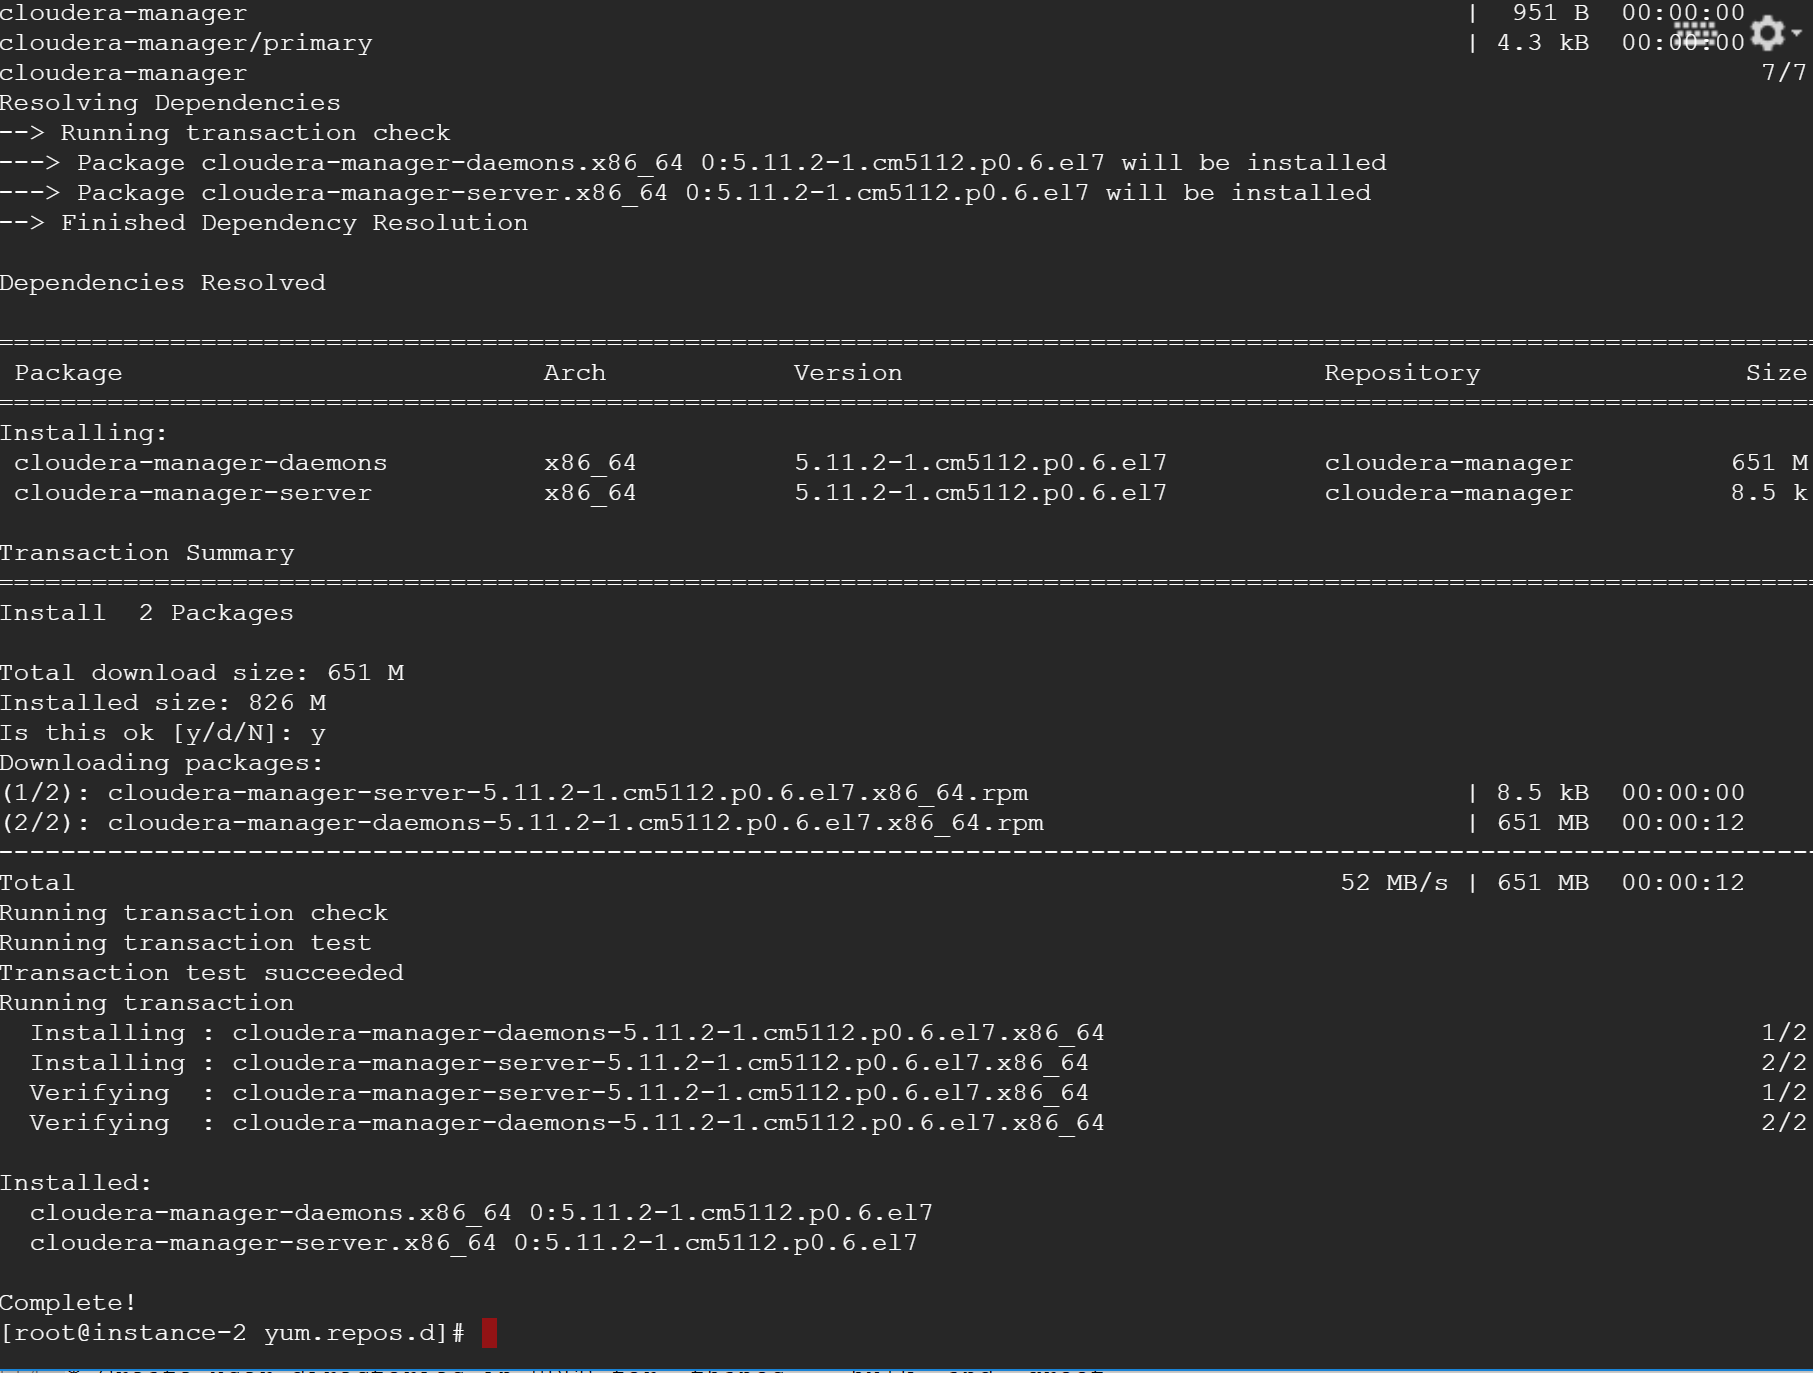 cloudera-manager | 951 B 00:00:00
cloudera-manager/primary | 4.3 kB 00:00:00
cloudera-manager 7/7
Resolving Dependencies
--> Running transaction check
---> Package cloudera-manager-daemons.x86_64 0:5.11.2-1.cm5112.p0.6.el7 will be installed
---> Package cloudera-manager-server.x86_64 0:5.11.2-1.cm5112.p0.6.el7 will be installed
--> Finished Dependency Resolution
Dependencies Resolved
Package Arch Version Repository Size
Installing:
cloudera-manager-daemons x86_64 5.11.2-1.cm5112.p0.6.el7 cloudera-manager 651 M
cloudera-manager-server x86_64 5.11.2-1.cm5112.p0.6.el7 cloudera-manager 8.5 k
Transaction Summary
Install 2 Packages
Total download size: 651 M
Installed size: 826 M
Is this ok [y/d/N]: y
Downloading packages:
(1/2): cloudera-manager-server-5.11.2-1.cm5112.p0.6.el7.x86_64.rpm | 8.5 kB 00:00:00
(2/2): cloudera-manager-daemons-5.11.2-1.cm5112.p0.6.el7.x86_64.rpm | 651 MB 00:00:12
Total 52 MB/s | 651 MB 00:00:12
Running transaction check
Running transaction test
Transaction test succeeded
Running transaction
Installing : cloudera-manager-daemons-5.11.2-1.cm5112.p0.6.el7.x86_64 1/2
Installing : cloudera-manager-server-5.11.2-1.cm5112.p0.6.el7.x86_64 2/2
Verifying : cloudera-manager-server-5.11.2-1.cm5112.p0.6.el7.x86_64 1/2
Verifying : cloudera-manager-daemons-5.11.2-1.cm5112.p0.6.el7.x86_64 2/2
Installed:
cloudera-manager-daemons.x86_64 0:5.11.2-1.cm5112.p0.6.el7
cloudera-manager-server.x86_64 0:5.11.2-1.cm5112.p0.6.el7
Complete!
[root@instance-2 yum.repos.d]#